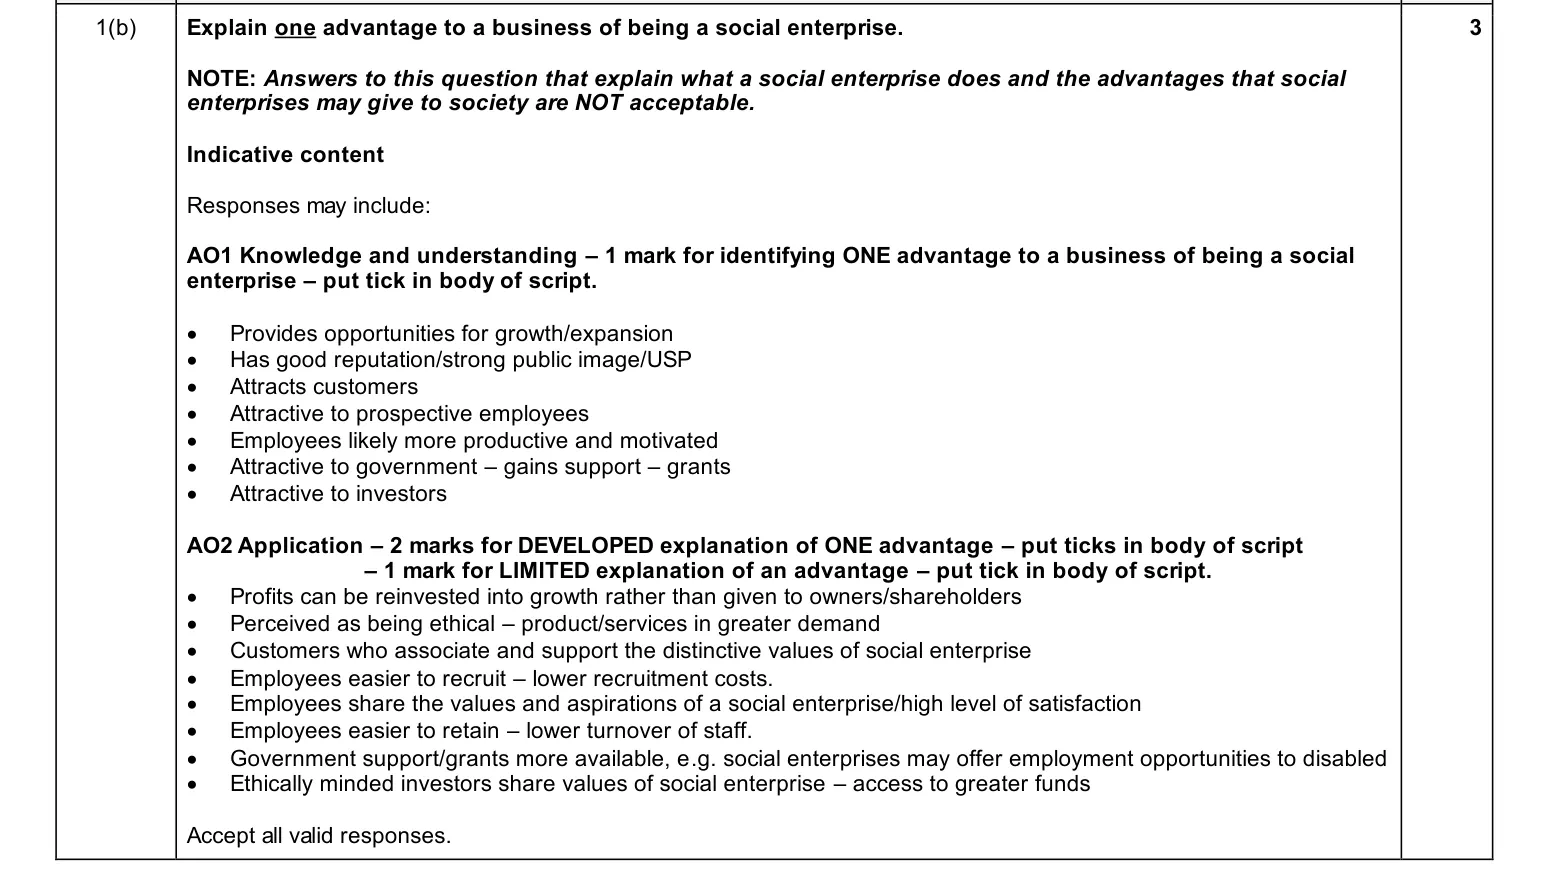 1(b) Explain one advantage to a business of being a social enterprise. 3
NOTE: Answers to this question that explain what a social enterprise does and the advantages that social
enterprises may give to society are NOT acceptable.
Indicative content
Responses may include:
AO1 Knowledge and understanding – 1 mark for identifying ONE advantage to a business of being a social
enterprise – put tick in body of script.
• Provides opportunities for growth/expansion
• Has good reputation/strong public image/USP
• Attracts customers
• Attractive to prospective employees
• Employees likely more productive and motivated
• Attractive to government – gains support – grants
• Attractive to investors
AO2 Application – 2 marks for DEVELOPED explanation of ONE advantage – put ticks in body of script
– 1 mark for LIMITED explanation of an advantage – put tick in body of script.
• Profits can be reinvested into growth rather than given to owners/shareholders
• Perceived as being ethical – product/services in greater demand
• Customers who associate and support the distinctive values of social enterprise
• Employees easier to recruit – lower recruitment costs.
• Employees share the values and aspirations of a social enterprise/high level of satisfaction
• Employees easier to retain – lower turnover of staff.
• Government support/grants more available, e.g. social enterprises may offer employment opportunities to disabled
• Ethically minded investors share values of social enterprise – access to greater funds
Accept all valid responses.